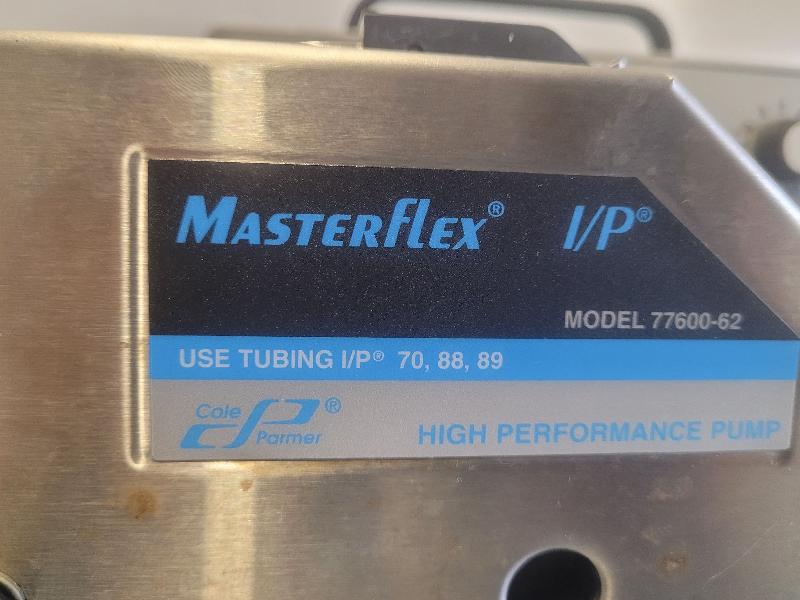 MASTERFLEX® I/P®
MODEL 77600-62
USE TUBING I/P® 70, 88, 89
Cole Parmer ®
HIGH PERFORMANCE PUMP